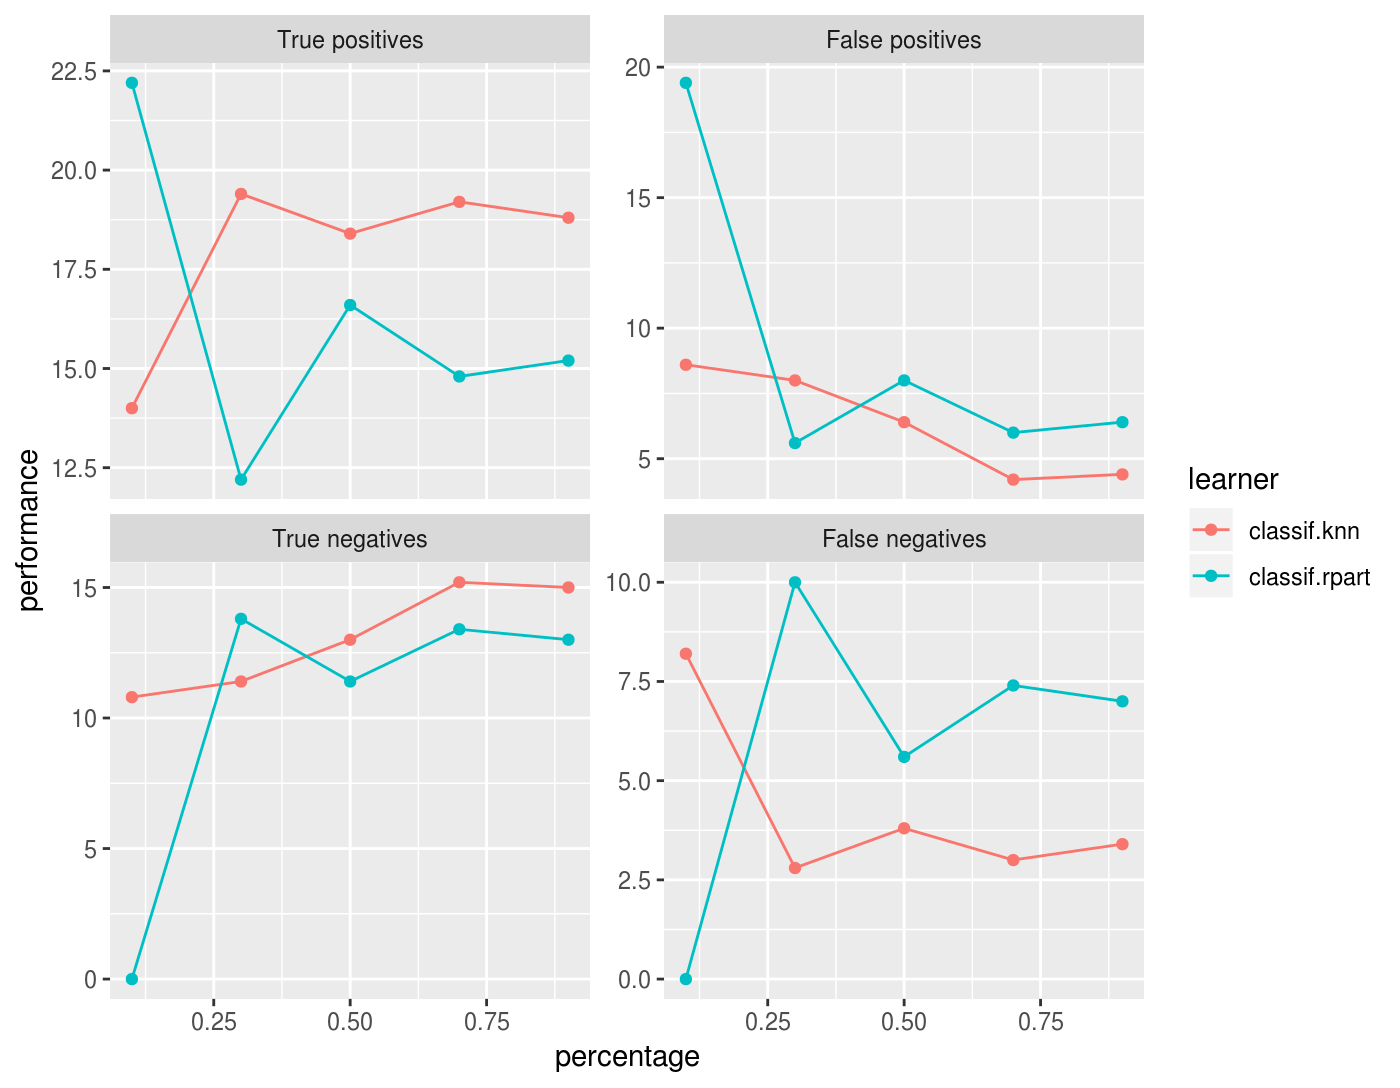 True positives
False positives
22.5
20.0
17.5
15.0
12.5
20
15
10
5
True negatives
False negatives
15
10
5
0
10.0
7.5
5.0
2.5
0.0
0.25 0.50 0.75
0.25 0.50 0.75
percentage
performance
learner
classif.knn
classif.rpart